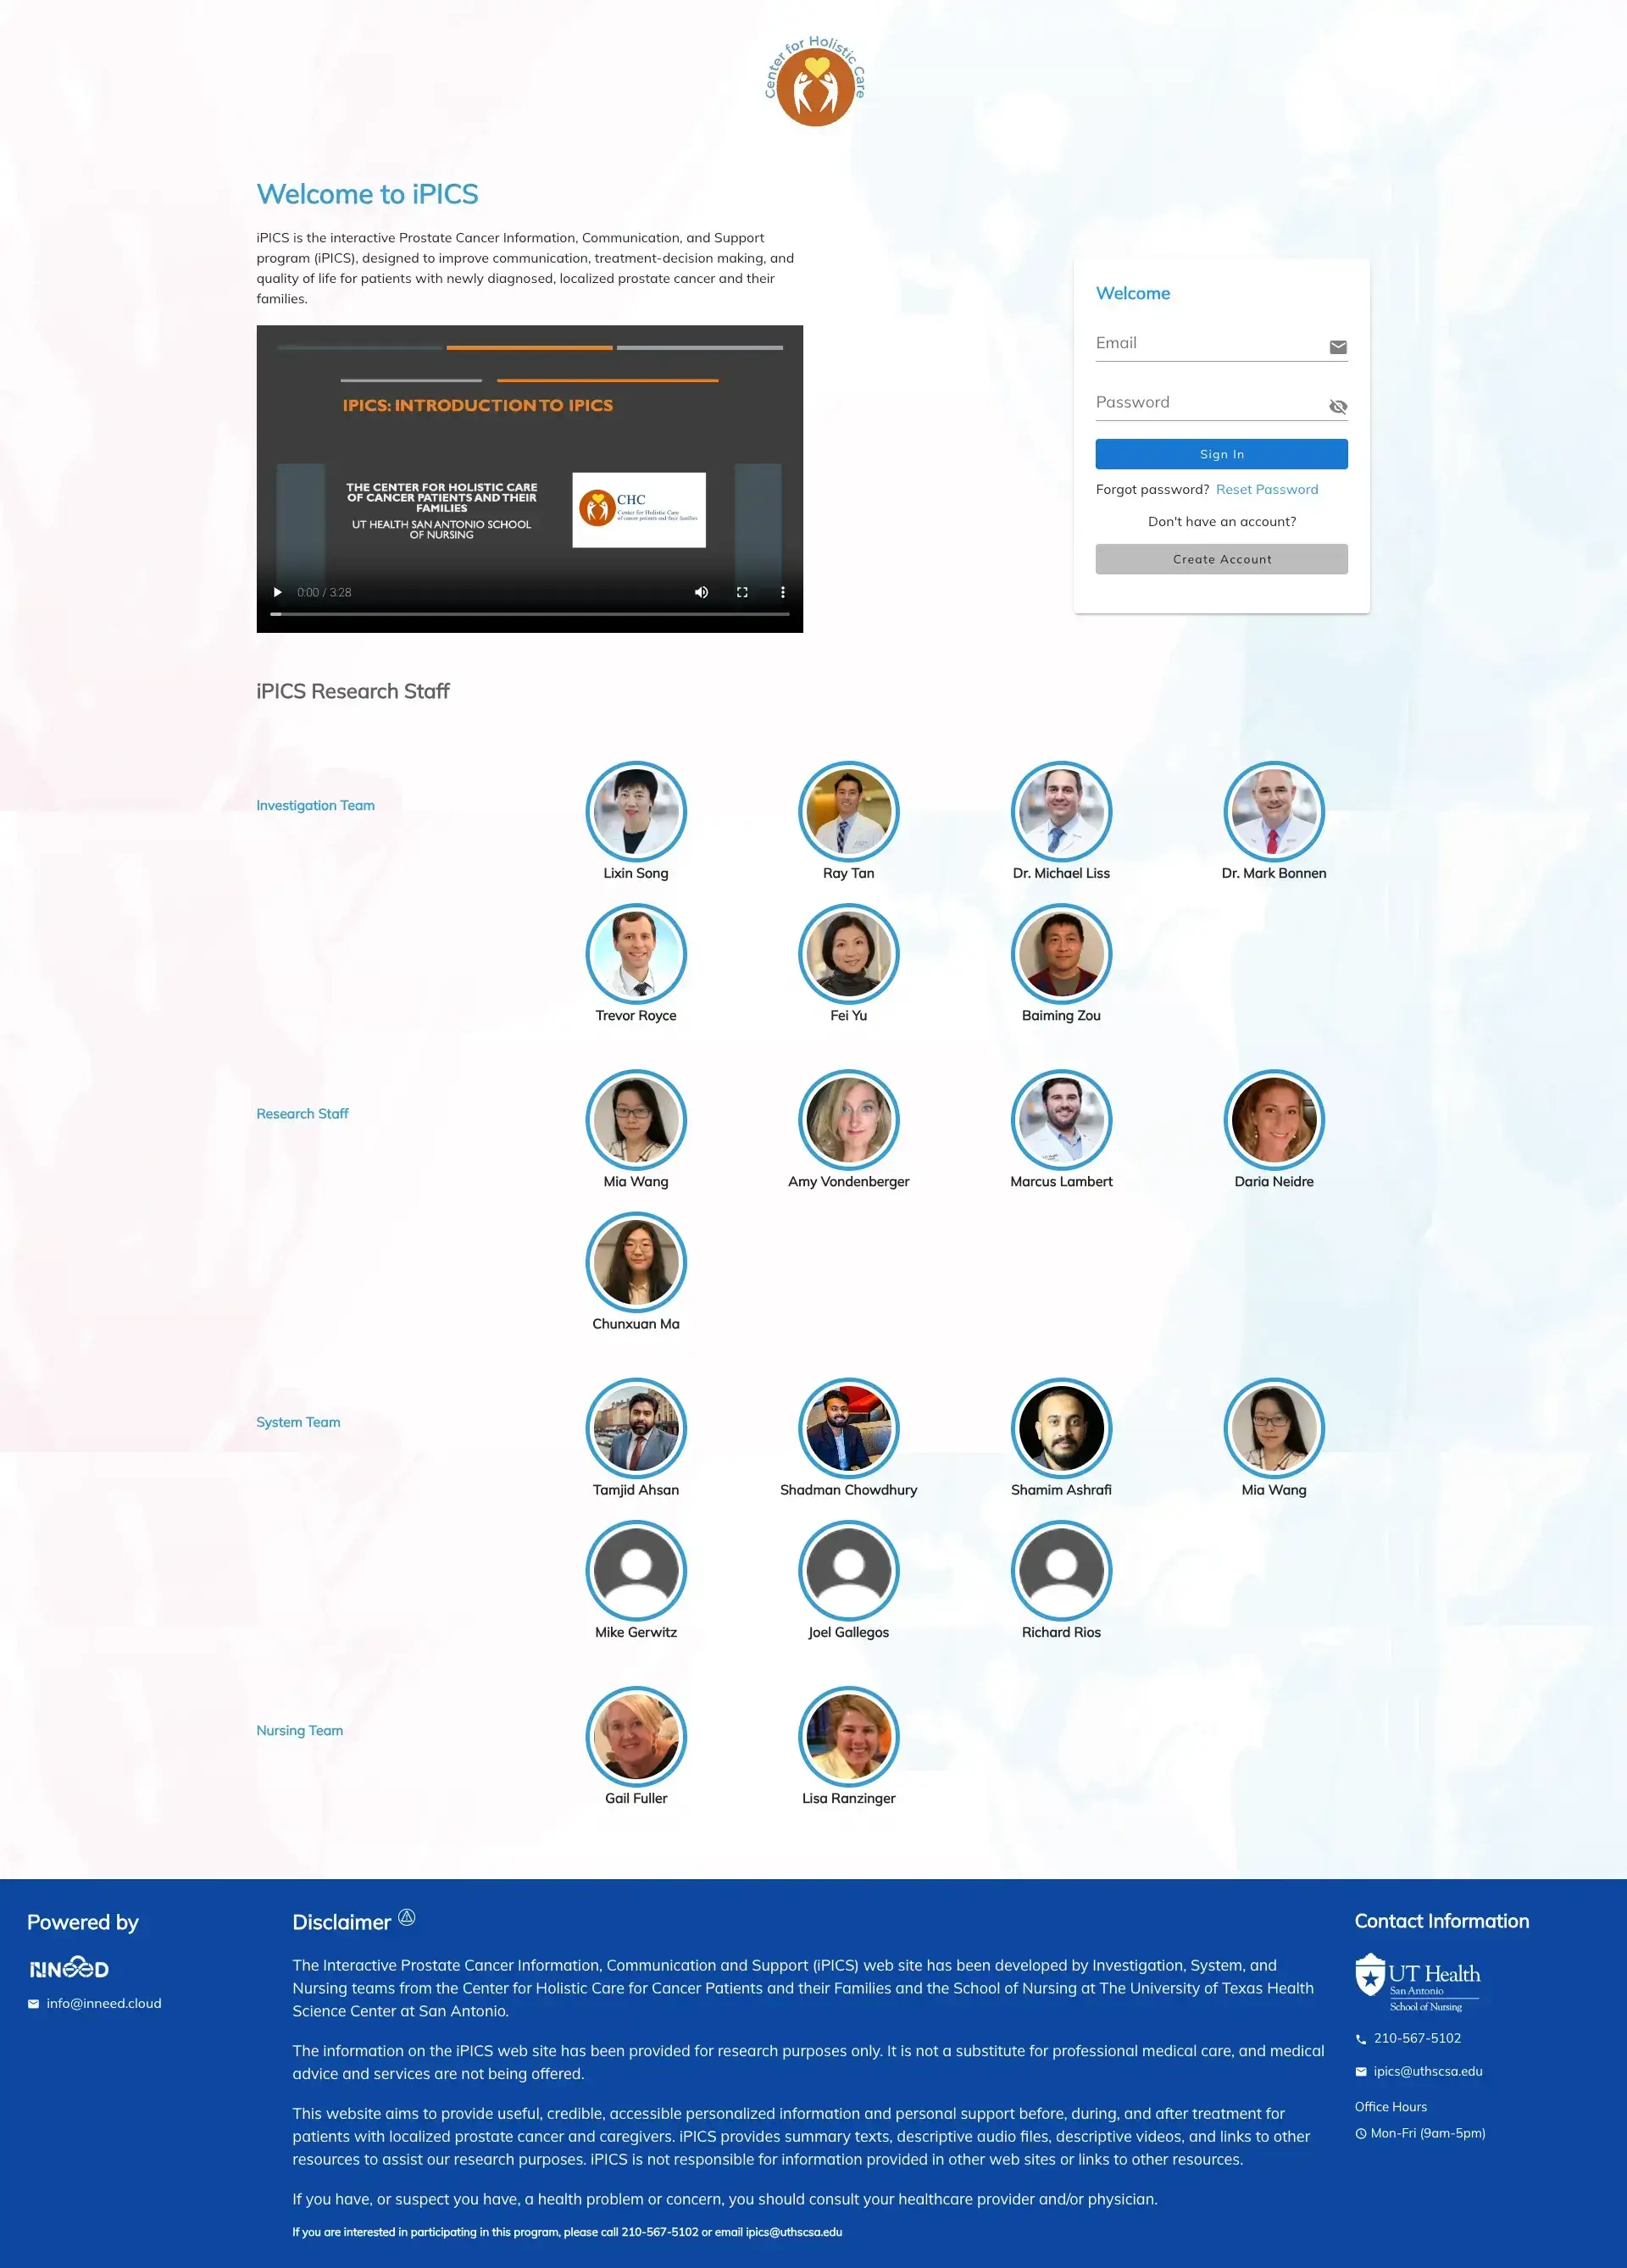 Center for Holistic Care
Welcome to iPICS
iPICS is the interactive Prostate Cancer Information, Communication, and Support
program (iPICS), designed to improve communication, treatment-decision making, and
quality of life for patients with newly diagnosed, localized prostate cancer and their
families.
IPICS: INTRODUCTION TO IPICS
THE CENTER FOR HOLISTIC CARE
OF CANCER PATIENTS AND THEIR
FAMILIES
UT HEALTH SAN ANTONIO SCHOOL
OF NURSING
CHC
Center for Holistic Care
of cancer patients and their families
0:00 / 3:28
Welcome
Email
Password
Sign In
Forgot password? Reset Password
Don't have an account?
Create Account
iPICS Research Staff
Investigation Team
Lixin Song
Ray Tan
Dr. Michael Liss
Dr. Mark Bonnen
Trevor Royce
Fei Yu
Baiming Zou
Research Staff
Mia Wang
Amy Vondenberger
Marcus Lambert
Daria Neidre
Chunxuan Ma
System Team
Tamjid Ahsan
Shadman Chowdhury
Shamim Ashrafi
Mia Wang
Mike Gerwitz
Joel Gallegos
Richard Rios
Nursing Team
Gail Fuller
Lisa Ranzinger
Powered by
INNEED
info@inneed.cloud
Disclaimer
The Interactive Prostate Cancer Information, Communication and Support (iPICS) web site has been developed by Investigation, System, and
Nursing teams from the Center for Holistic Care for Cancer Patients and their Families and the School of Nursing at The University of Texas Health
Science Center at San Antonio.
The information on the iPICS web site has been provided for research purposes only. It is not a substitute for professional medical care, and medical
advice and services are not being offered.
This website aims to provide useful, credible, accessible personalized information and personal support before, during, and after treatment for
patients with localized prostate cancer and caregivers. iPICS provides summary texts, descriptive audio files, descriptive videos, and links to other
resources to assist our research purposes. iPICS is not responsible for information provided in other web sites or links to other resources.
If you have, or suspect you have, a health problem or concern, you should consult your healthcare provider and/or physician.
If you are interested in participating in this program, please call 210-567-5102 or email ipics@uthscsa.edu
Contact Information
UT Health
San Antonio
School of Nursing
210-567-5102
ipics@uthscsa.edu
Office Hours
Mon-Fri (9am-5pm)